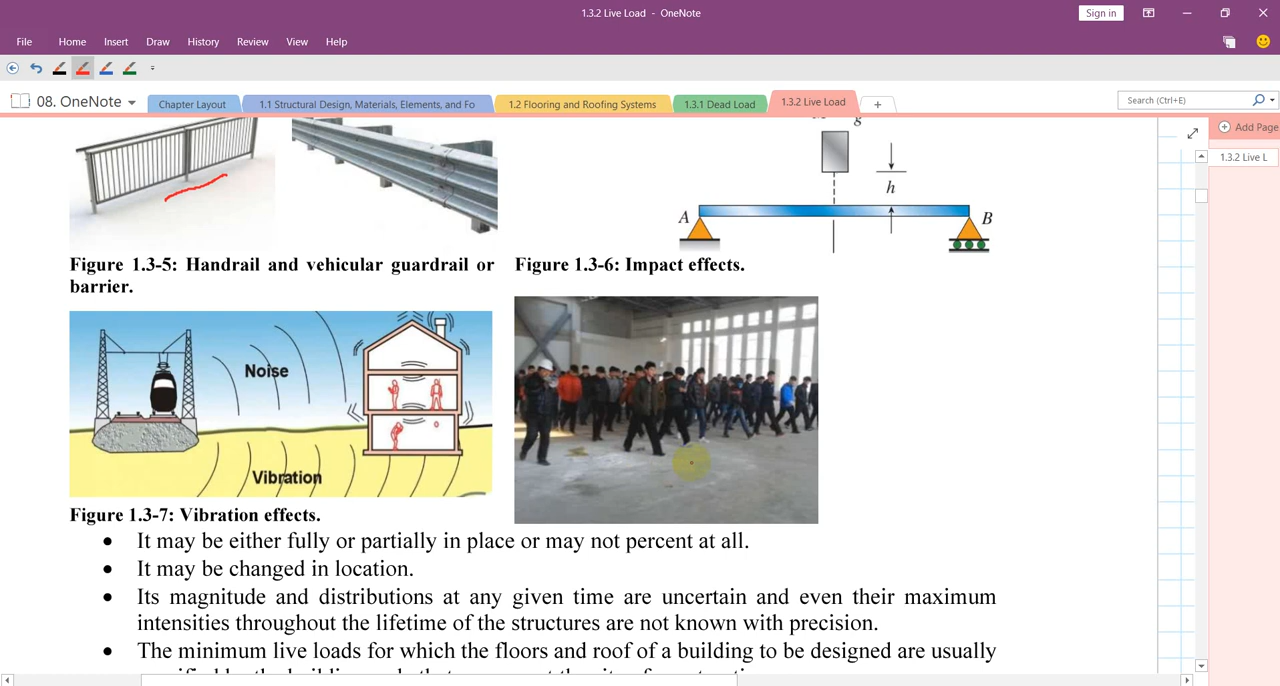 1.3.2 Live Load - OneNote
Sign in
File Home Insert Draw History Review View Help
08. OneNote
Chapter Layout
1.1 Structural Design, Materials, Elements, and Fo
1.2 Flooring and Roofing Systems
1.3.1 Dead Load
1.3.2 Live Load
Search (Ctrl+E)
Add Page
1.3.2 Live L
h
A
B
Figure 1.3-5: Handrail and vehicular guardrail or
barrier.
Figure 1.3-6: Impact effects.
Noise
Vibration
Figure 1.3-7: Vibration effects.
• It may be either fully or partially in place or may not percent at all.
• It may be changed in location.
• Its magnitude and distributions at any given time are uncertain and even their maximum
intensities throughout the lifetime of the structures are not known with precision.
• The minimum live loads for which the floors and roof of a building to be designed are usually